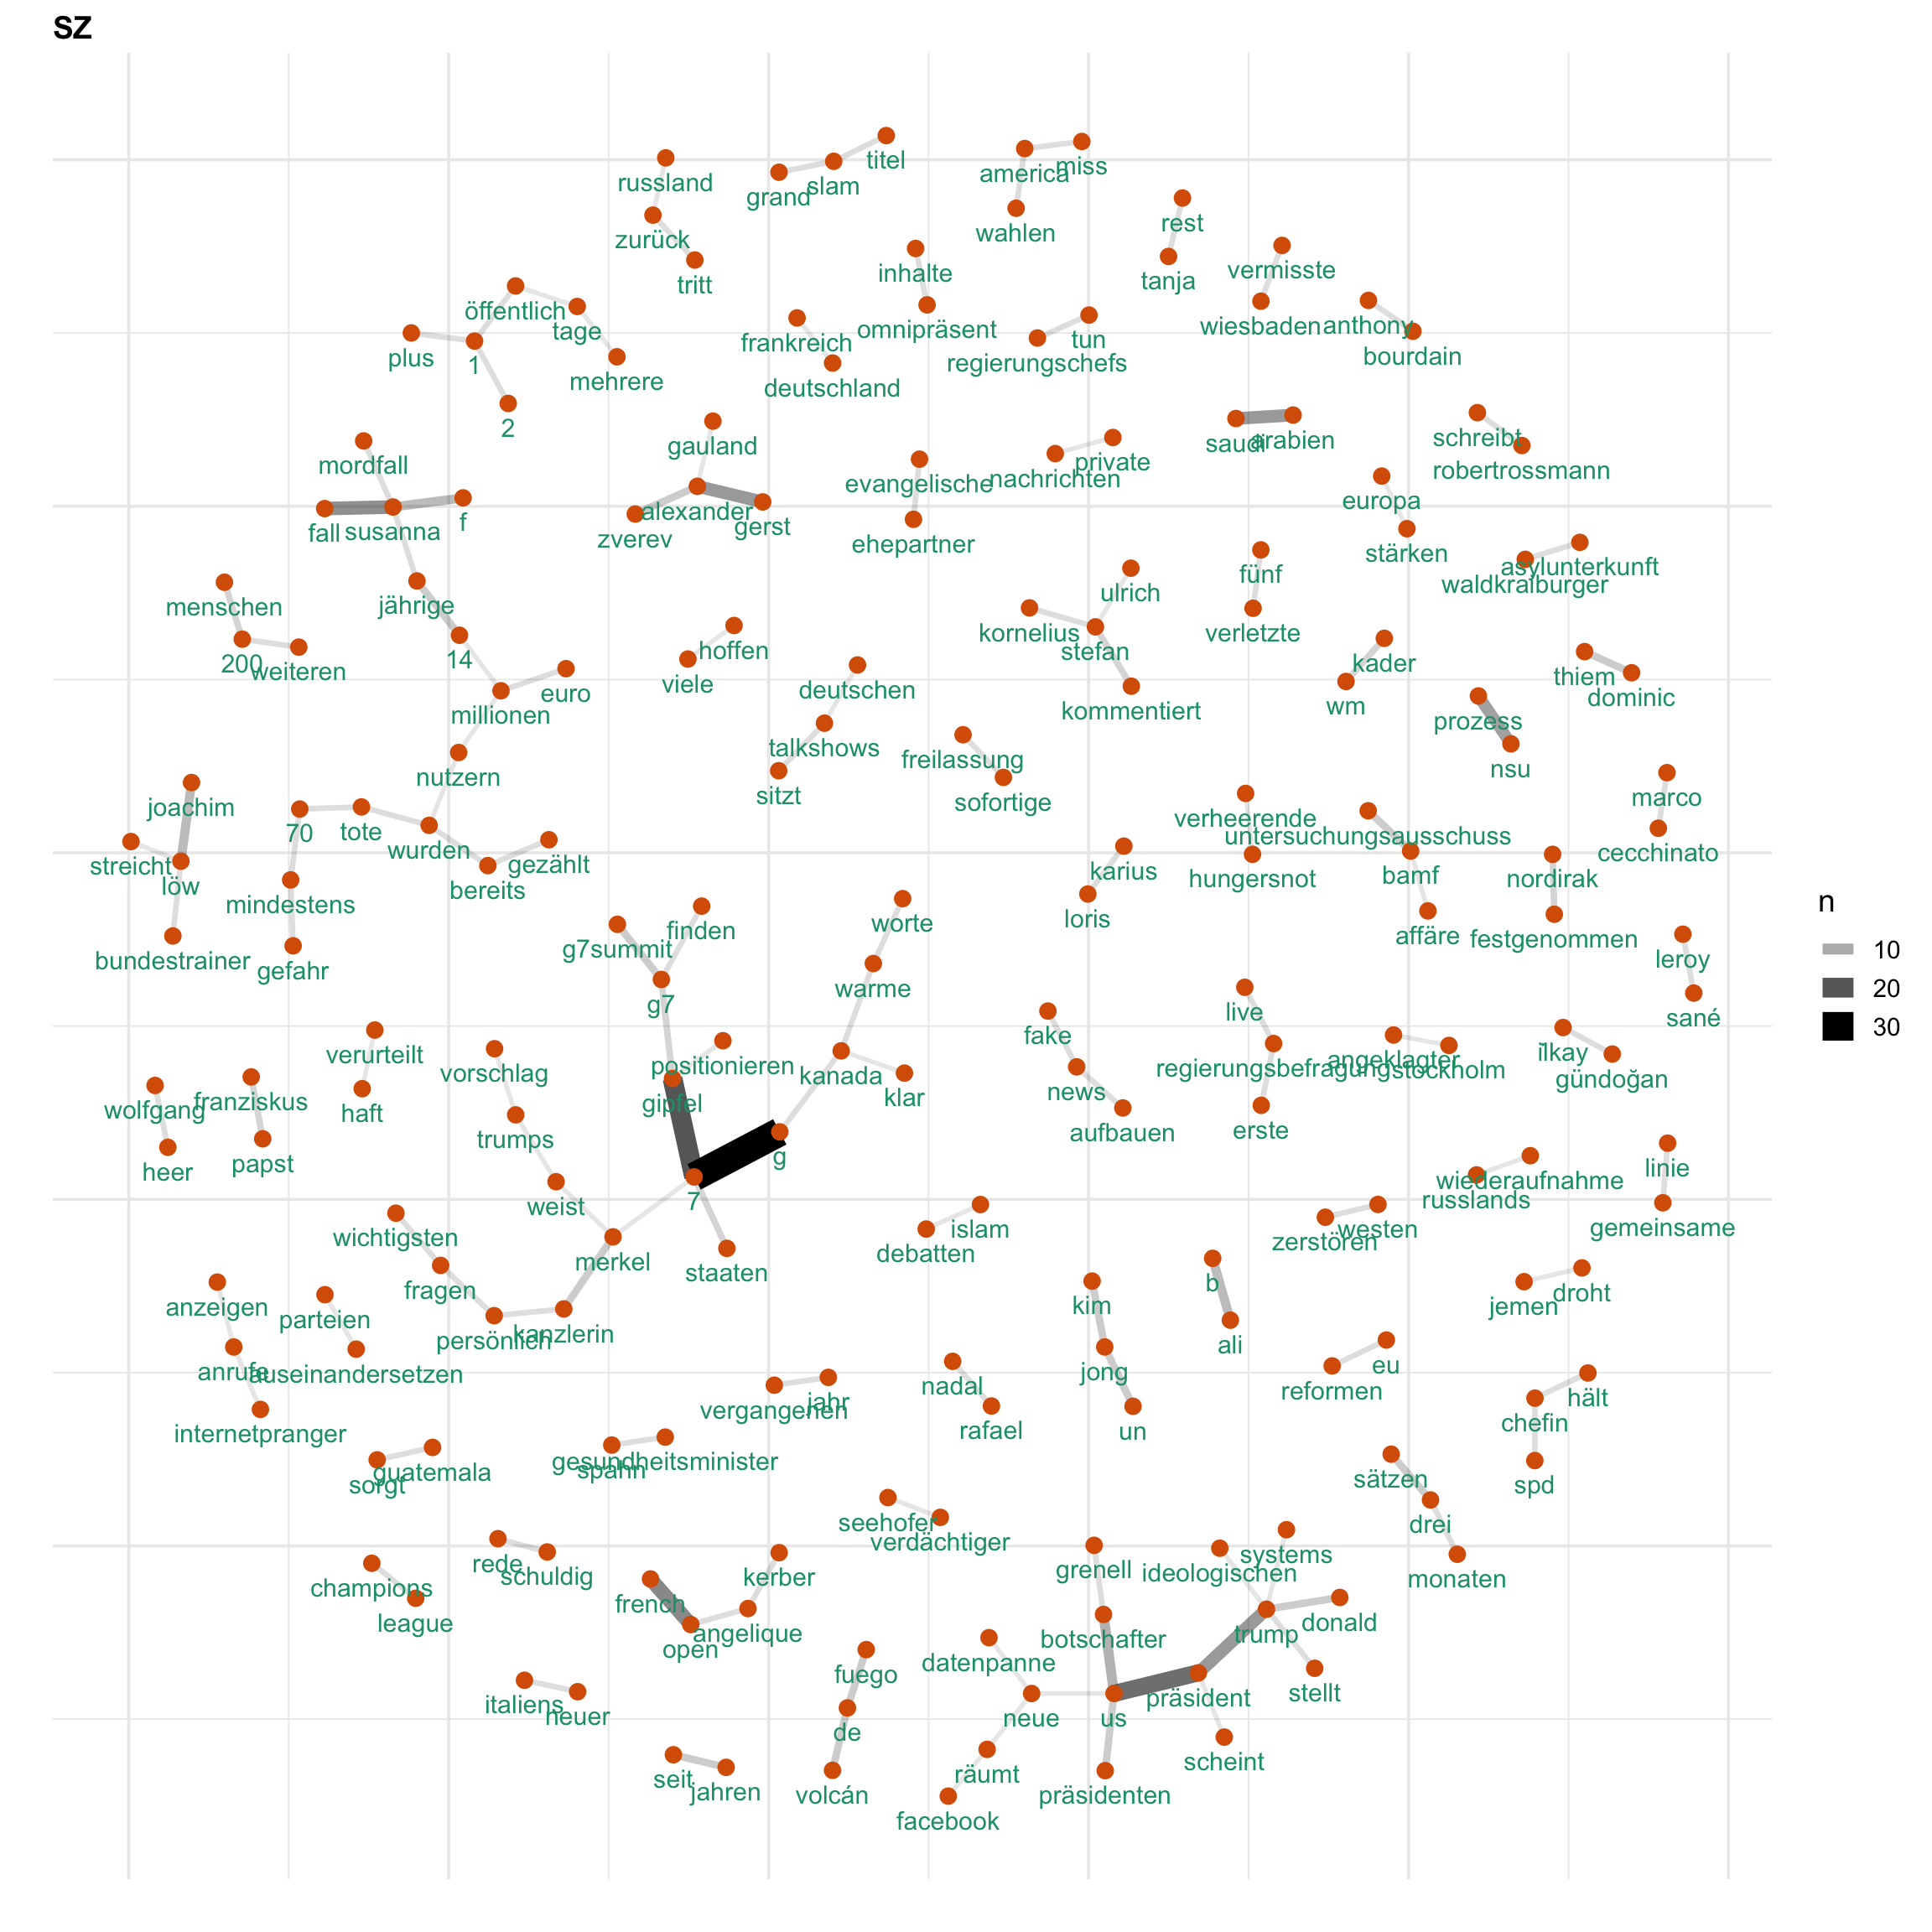 SZ
titel
miss
russland
america
slam
grand
rest
wahlen
zurück
vermisste
inhalte
tanja
tritt
öffentlich
wiesbaden
anthony
omnipräsent
tage
tun
frankreich
bourdain
plus
1
regierungschefs
mehrere
deutschland
2
schreibt
arabien
saudi
gauland
private
mordfall
robertrossmann
nachrichten
evangelische
europa
alexander
f
gerst
susanna
fall
zverev
ehepartner
stärken
asylunterkunft
fünf
waldkraiburger
ulrich
jährige
menschen
kornelius
verletzte
hoffen
stefan
14
kader
200
weiteren
thiem
viele
deutschen
euro
dominic
wm
kommentiert
millionen
prozess
talkshows
freilassung
nsu
nutzern
sitzt
marco
sofortige
joachim
verheerende
tote
70
untersuchungsausschuss
wurden
cecchinato
gezählt
streicht
karius
bamf
hungersnot
nordirak
löw
bereits
mindestens
loris
worte
finden
affäre
festgenommen
g7summit
leroy
bundestrainer
gefahr
warme
g7
live
sané
fake
ilkay
verurteilt
angeklagter
positionieren
regierungsbefragung
stockholm
vorschlag
kanada
gündoğan
news
klar
franziskus
gipfel
wolfgang
haft
erste
aufbauen
trumps
g
papst
linie
heer
wiederaufnahme
7
russlands
weist
gemeinsame
islam
westen
wichtigsten
zerstören
debatten
merkel
staaten
b
fragen
droht
kim
anzeigen
jemen
parteien
kanzlerin
persönlich
ali
eu
jong
anrufe
auseinandersetzen
nadal
reformen
hält
jahr
vergangenen
chefin
rafael
un
internetpranger
gesundheitsminister
spahn
guatemala
sätzen
sorgt
spd
seehofer
drei
verdächtiger
systems
rede
grenell
ideologischen
schuldig
kerber
monaten
champions
french
donald
league
angelique
trump
botschafter
open
datenpanne
fuego
stellt
präsident
italiens
neuer
neue
us
de
scheint
räumt
seit
jahren
volcán
präsidenten
facebook
n
10
20
30